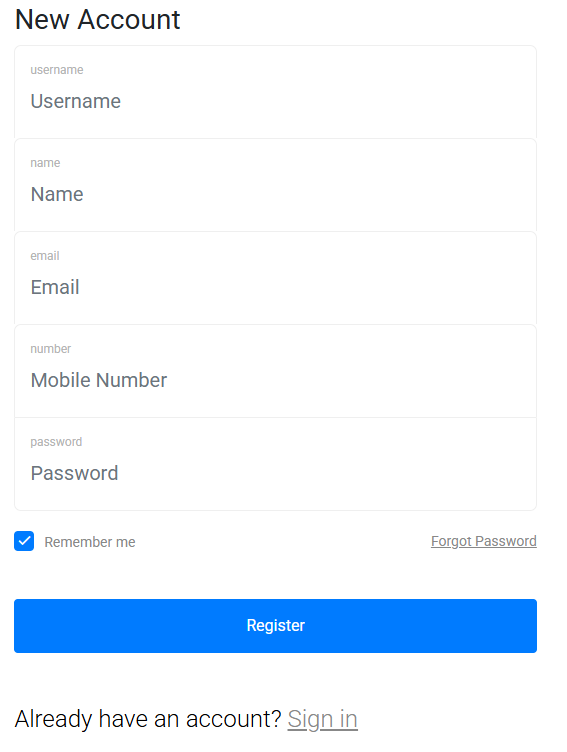 New Account
username
Username
name
Name
email
Email
number
Mobile Number
password
Password
Remember me Forgot Password
Register
Already have an account? Sign in